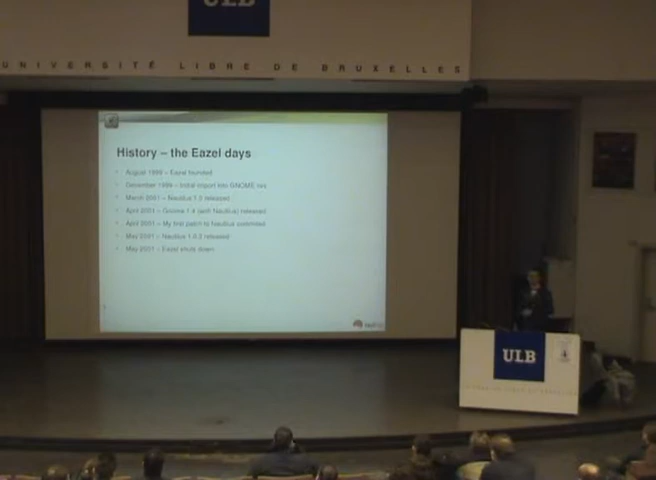 ULB
UNIVERSITÉ LIBRE DE BRUXELLES
History – the Eazel days
August 1999 – Eazel founded
December 1999 – Initial import into GNOME cvs
March 2001 – Nautilus 1.0 released
April 2001 – Gnome 1.4 (with Nautilus) released
April 2001 – My first patch to Nautilus committed
May 2001 – Nautilus 1.0.3 released
May 2001 – Eazel shuts down
redhat
ULB